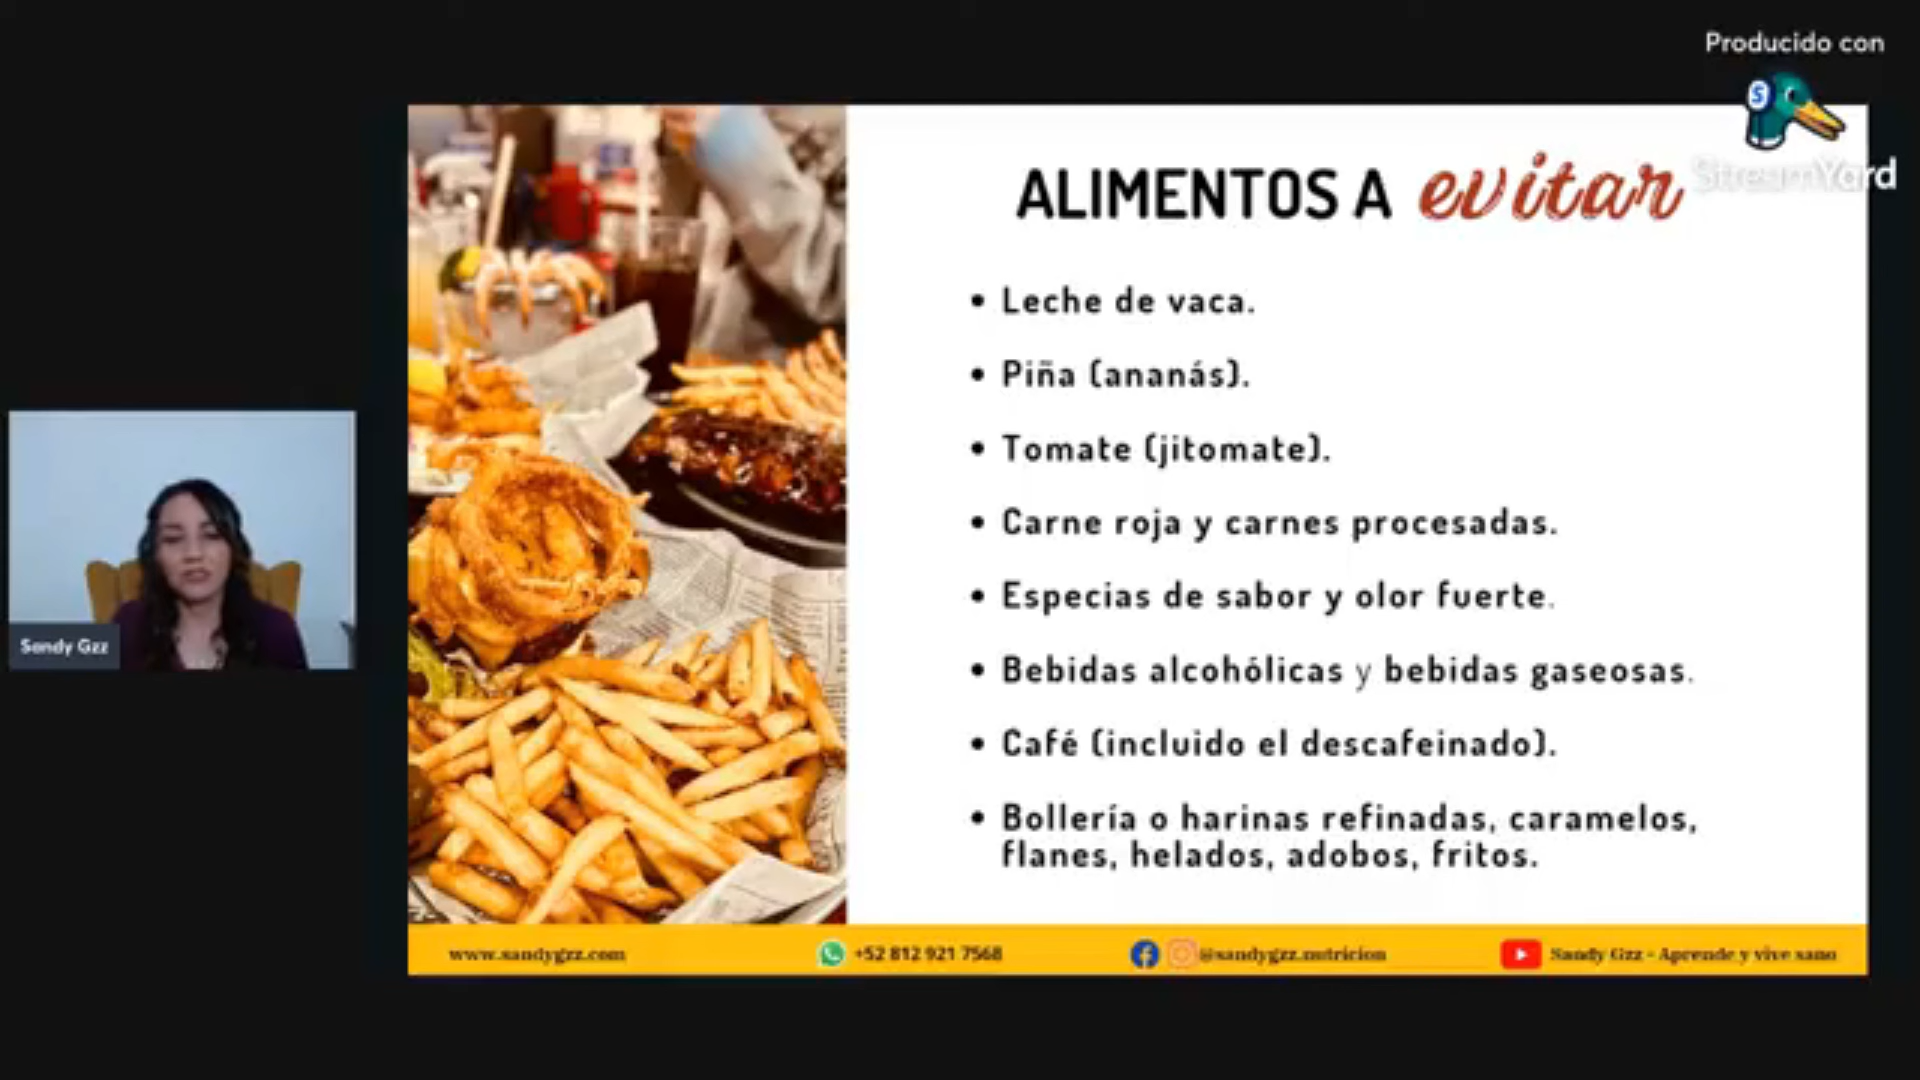 Producido con
StreamYard
ALIMENTOS A evitar
• Leche de vaca.
• Piña (ananás).
• Tomate (jitomate).
• Carne roja y carnes procesadas.
• Especias de sabor y olor fuerte.
• Bebidas alcohólicas y bebidas gaseosas.
• Café (incluido el descafeinado).
• Bollería o harinas refinadas, caramelos,
flanes, helados, adobos, fritos.
Sandy Gzz
www.sandygzz.com
+52 812 921 7568
@sandygzz.nutricion
Sandy Gzz - Aprende y vive sano